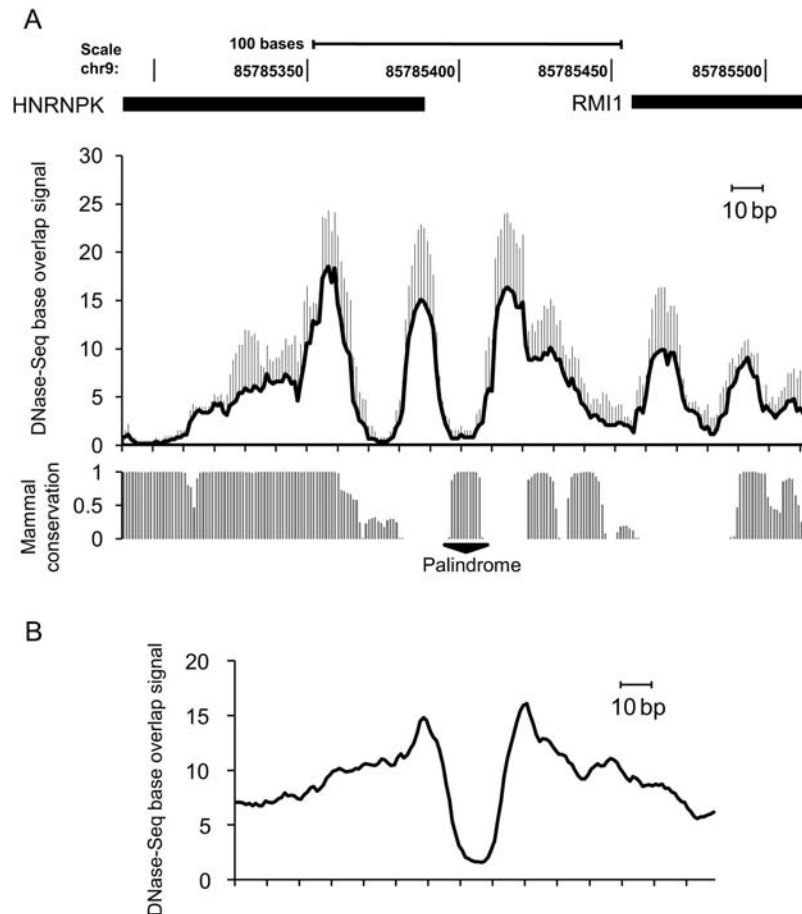 A
Scale
100 bases
chr9:
85785350
85785400
85785450
85785500
HNRNPK
RMI1
DNase-Seq base overlap signal
30
25
20
15
10
5
0
10 bp
Mammal
conservation
1
0.5
0
Palindrome
B
DNase-Seq base overlap signal
20
15
10
5
0
10 bp